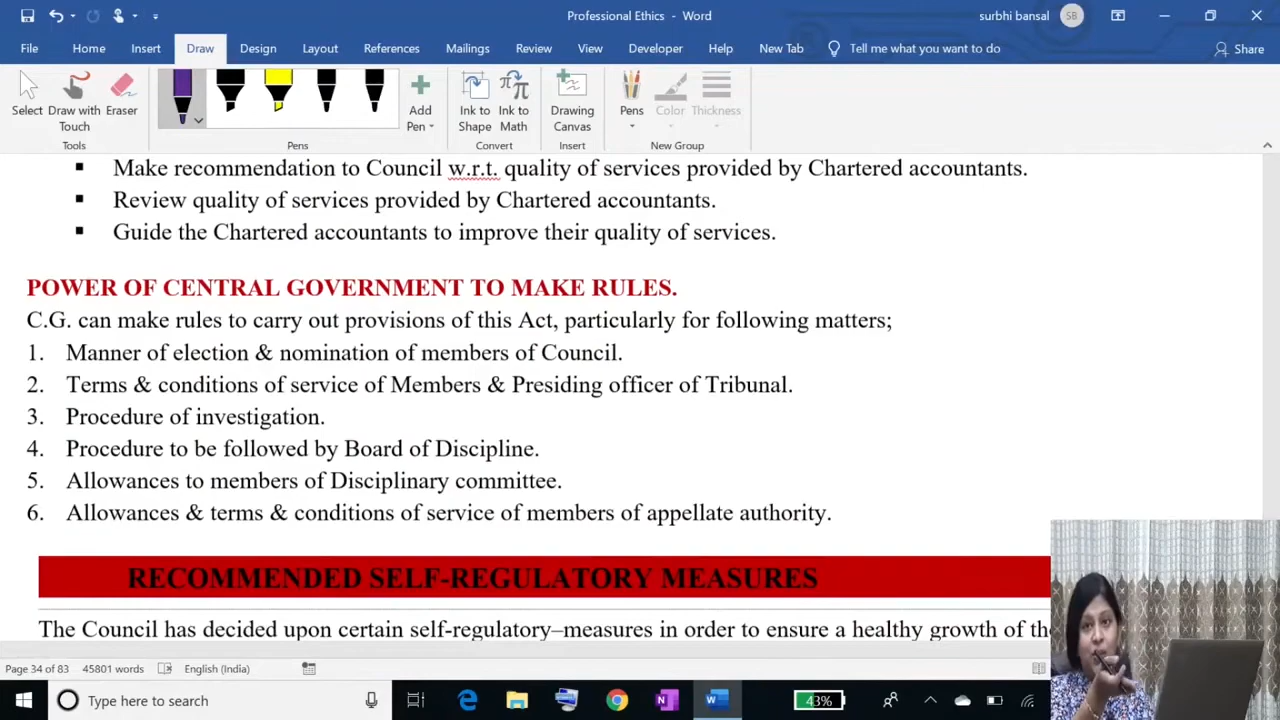 Professional Ethics - Word
surbhi bansal SB
File Home Insert Draw Design Layout References Mailings Review View Developer Help New Tab Tell me what you want to do Share
Select Draw with Touch Eraser
Add Pen
Ink to Shape Ink to Math
Drawing Canvas
Pens Color Thickness
Tools Pens Convert Insert New Group
▪ Make recommendation to Council w.r.t. quality of services provided by Chartered accountants.
▪ Review quality of services provided by Chartered accountants.
▪ Guide the Chartered accountants to improve their quality of services.
POWER OF CENTRAL GOVERNMENT TO MAKE RULES.
C.G. can make rules to carry out provisions of this Act, particularly for following matters;
1. Manner of election & nomination of members of Council.
2. Terms & conditions of service of Members & Presiding officer of Tribunal.
3. Procedure of investigation.
4. Procedure to be followed by Board of Discipline.
5. Allowances to members of Disciplinary committee.
6. Allowances & terms & conditions of service of members of appellate authority.
RECOMMENDED SELF-REGULATORY MEASURES
The Council has decided upon certain self-regulatory–measures in order to ensure a healthy growth of the
Page 34 of 83 45801 words English (India)
Type here to search
43%